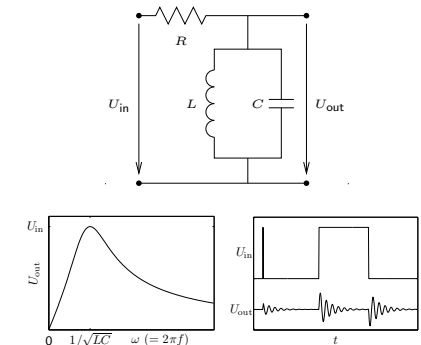 R
U_in
L
C
U_out
U_in
U_out
0
1/√LC
ω (= 2πf)
U_in
U_out
t